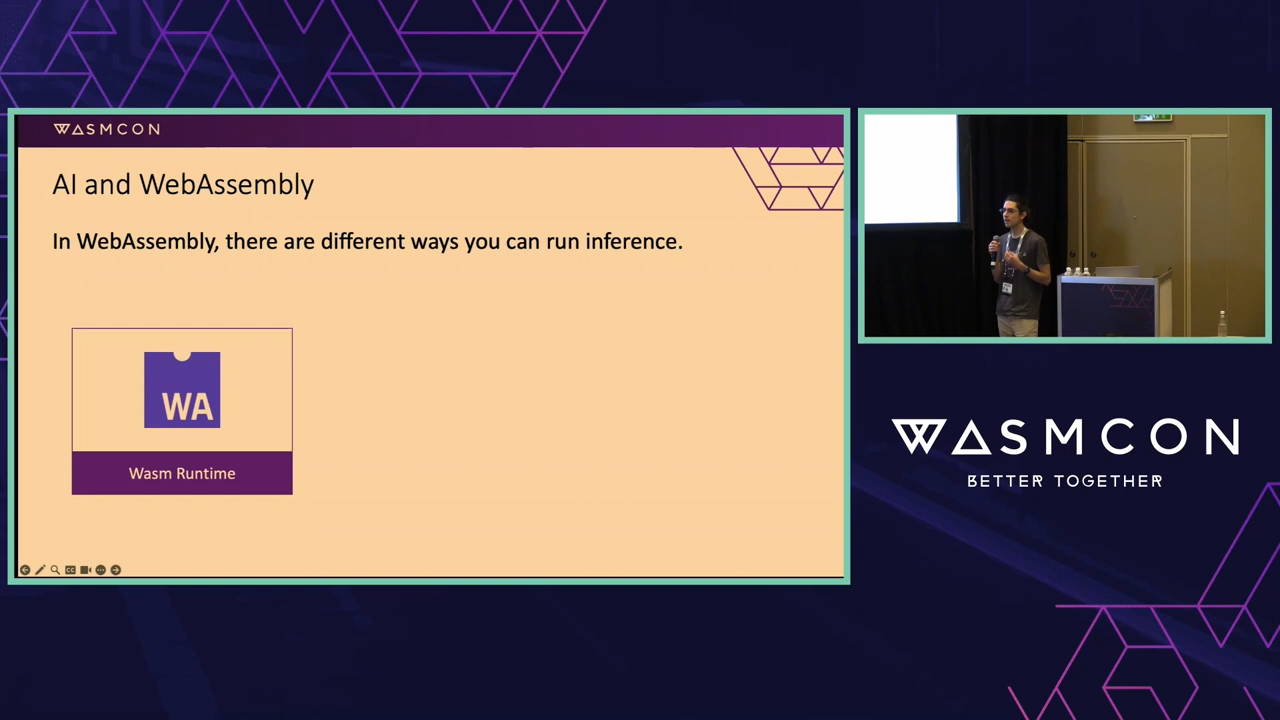 WASMCON
AI and WebAssembly
In WebAssembly, there are different ways you can run inference.
WA
Wasm Runtime
WASMCON
BETTER TOGETHER